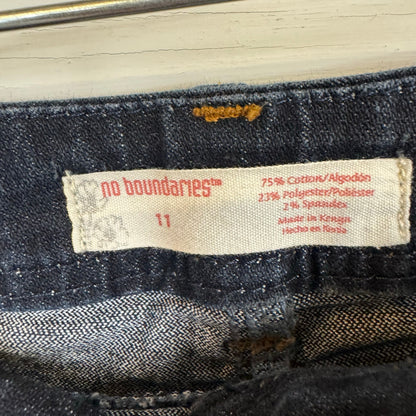 no boundaries™
11
75% Cotton/Algodón
23% Polyester/Poliéster
2% Spandex
Made in Kenya
Hecho en Kenia